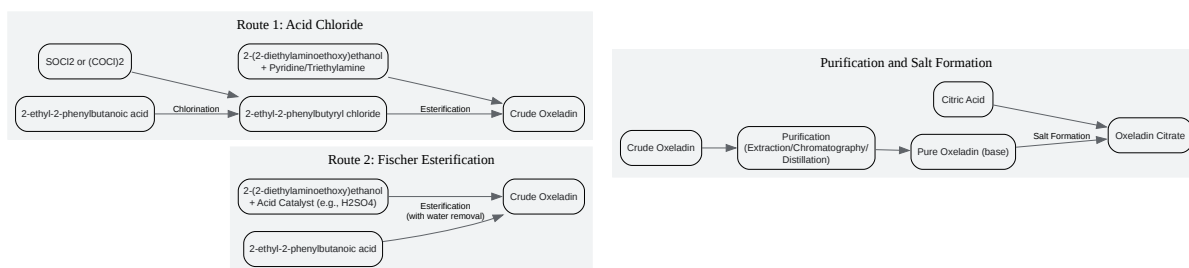 Route 1: Acid Chloride
SOCl2 or (COCl)2
2-(2-diethylaminoethoxy)ethanol
+ Pyridine/Triethylamine
2-ethyl-2-phenylbutanoic acid
Chlorination
2-ethyl-2-phenylbutyryl chloride
Esterification
Crude Oxeladin
Route 2: Fischer Esterification
2-(2-diethylaminoethoxy)ethanol
+ Acid Catalyst (e.g., H2SO4)
Esterification
(with water removal)
Crude Oxeladin
2-ethyl-2-phenylbutanoic acid
Purification and Salt Formation
Citric Acid
Crude Oxeladin
Purification
(Extraction/Chromatography/
Distillation)
Pure Oxeladin (base)
Salt Formation
Oxeladin Citrate